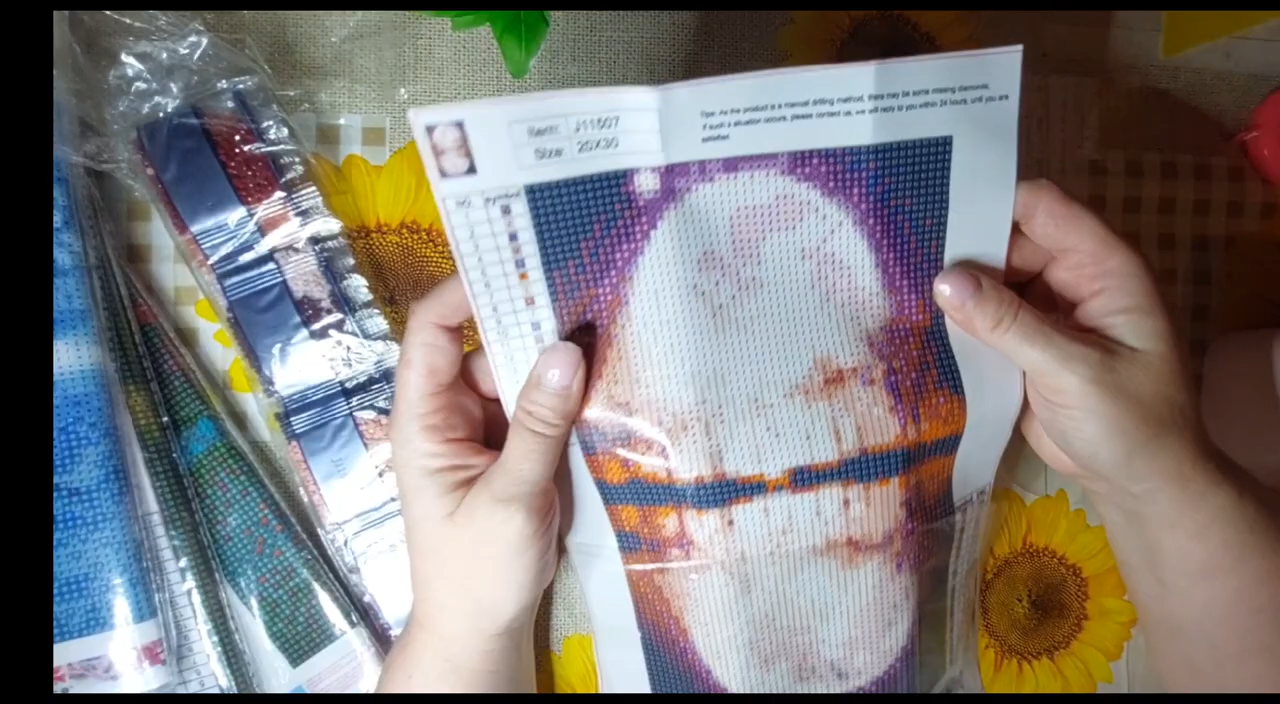 Item: J11607
Size: 20X30
Tips: As the product is a manual drilling method, there may be some missing diamonds,
if such a situation occurs, please contact us, we will reply to you within 24 hours, until you are
satisfied
NO. symbol